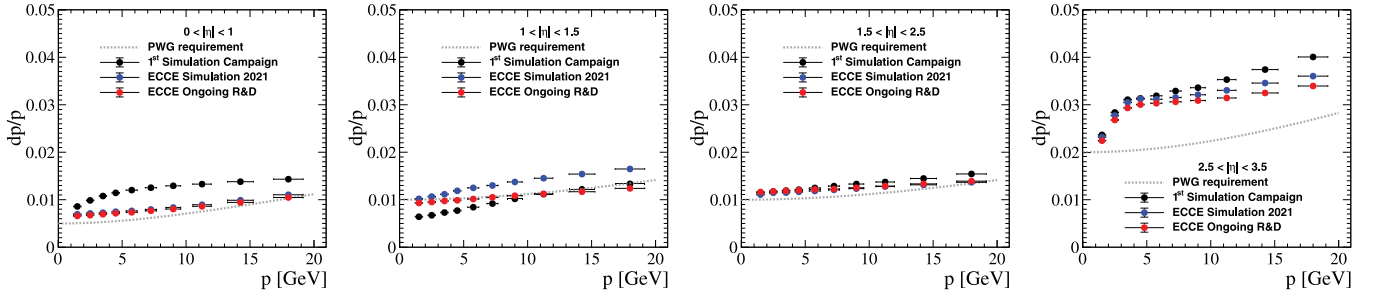 dp/p
0.05
0.04
0.03
0.02
0.01
0
0 < |η| < 1
PWG requirement
1st Simulation Campaign
ECCE Simulation 2021
ECCE Ongoing R&D
0 5 10 15 20
p [GeV]
dp/p
0.05
0.04
0.03
0.02
0.01
0
1 < |η| < 1.5
PWG requirement
1st Simulation Campaign
ECCE Simulation 2021
ECCE Ongoing R&D
0 5 10 15 20
p [GeV]
dp/p
0.05
0.04
0.03
0.02
0.01
0
1.5 < |η| < 2.5
PWG requirement
1st Simulation Campaign
ECCE Simulation 2021
ECCE Ongoing R&D
0 5 10 15 20
p [GeV]
dp/p
0.05
0.04
0.03
0.02
0.01
0
2.5 < |η| < 3.5
PWG requirement
1st Simulation Campaign
ECCE Simulation 2021
ECCE Ongoing R&D
0 5 10 15 20
p [GeV]